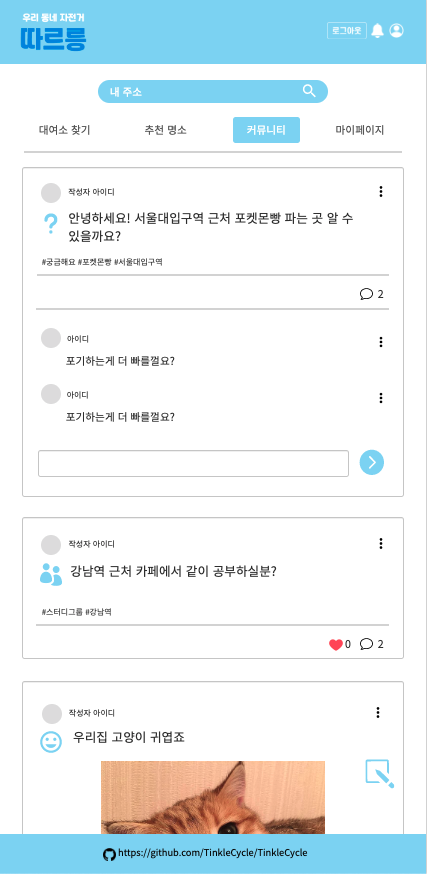 우리 동네 자전거
따르릉
로그아웃
내 주소
대여소 찾기
추천 명소
커뮤니티
마이페이지
작성자 아이디
안녕하세요! 서울대입구역 근처 포켓몬빵 파는 곳 알 수
있을까요?
#궁금해요 #포켓몬빵 #서울대입구역
2
아이디
포기하는게 더 빠를껄요?
아이디
포기하는게 더 빠를껄요?
작성자 아이디
강남역 근처 카페에서 같이 공부하실분?
#스터디그룹 #강남역
0 2
작성자 아이디
우리집 고양이 귀엽죠
https://github.com/TinkleCycle/TinkleCycle